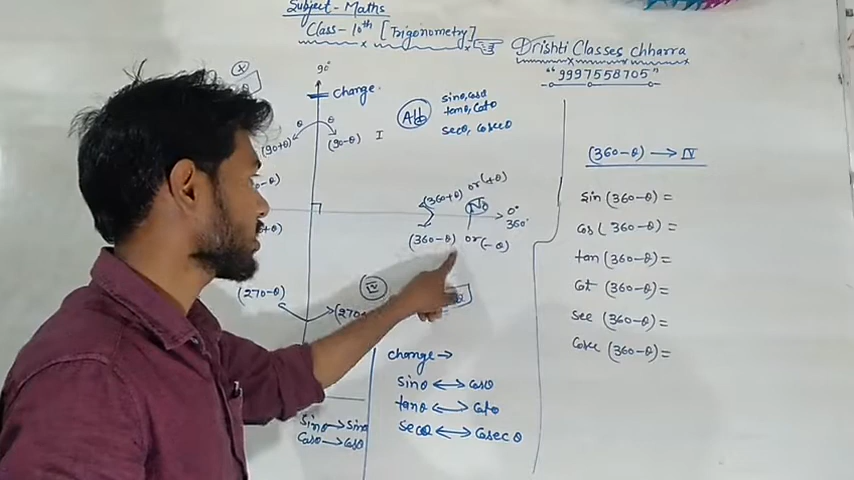 Subject - Maths
Class - 10th [Trigonometry]
Drishti Classes Chharra
"9997558705"
90°
change.
θ θ
(90+θ)
(90-θ) I
All
sinθ, cosθ
tanθ, cotθ
secθ, cosecθ
(360+θ) or (+θ)
No
0°
360°
(360-θ) or (-θ)
(270-θ)
IV
change →
sinθ ↔ cosθ
tanθ ↔ cotθ
secθ ↔ cosecθ
sinθ → sinθ
cosθ → cosθ
(360-θ) → IV
sin (360-θ) =
cos (360-θ) =
tan (360-θ) =
cot (360-θ) =
sec (360-θ) =
cosec (360-θ) =